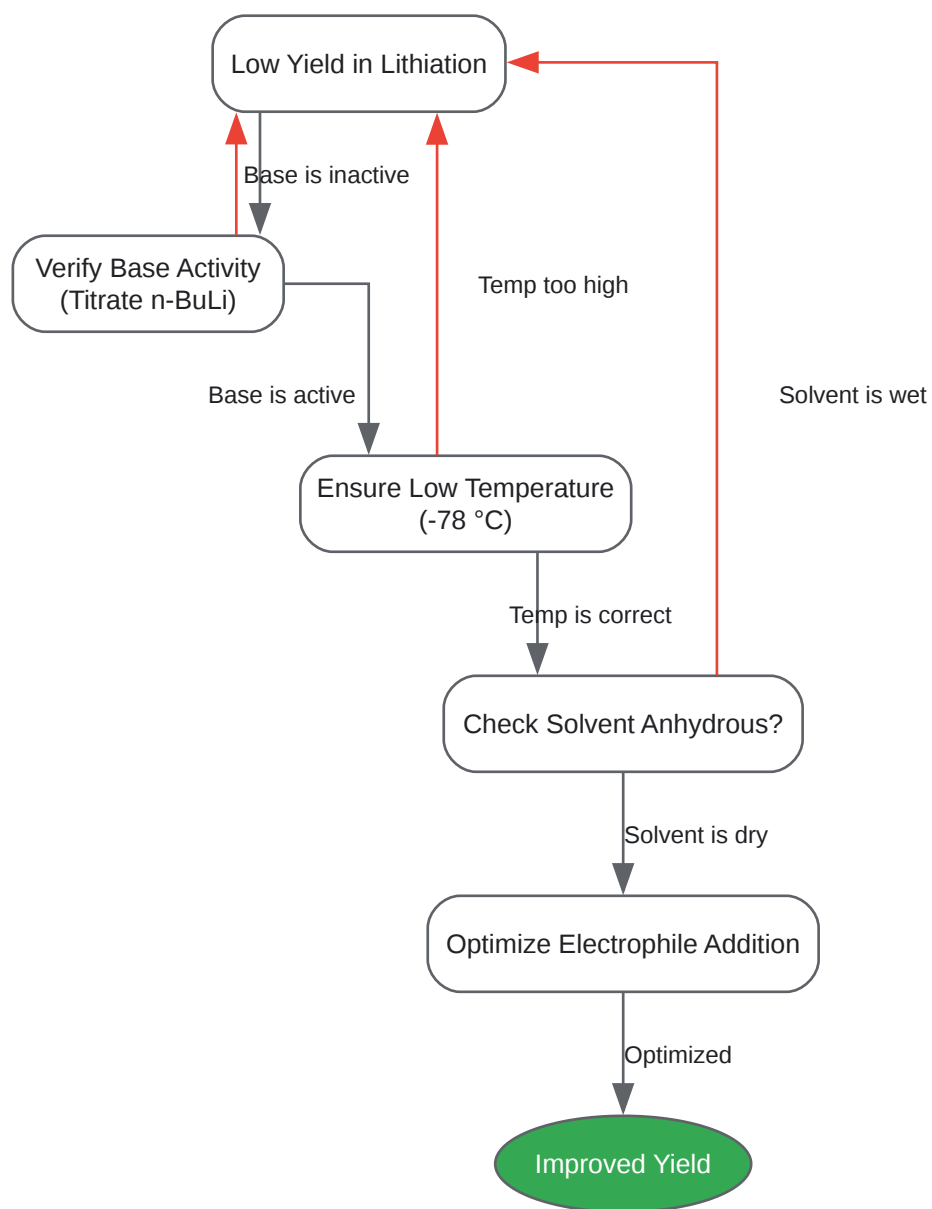 Low Yield in Lithiation
Base is inactive
Verify Base Activity
(Titrate n-BuLi)
Temp too high
Base is active
Solvent is wet
Ensure Low Temperature
(-78 °C)
Temp is correct
Check Solvent Anhydrous?
Solvent is dry
Optimize Electrophile Addition
Optimized
Improved Yield